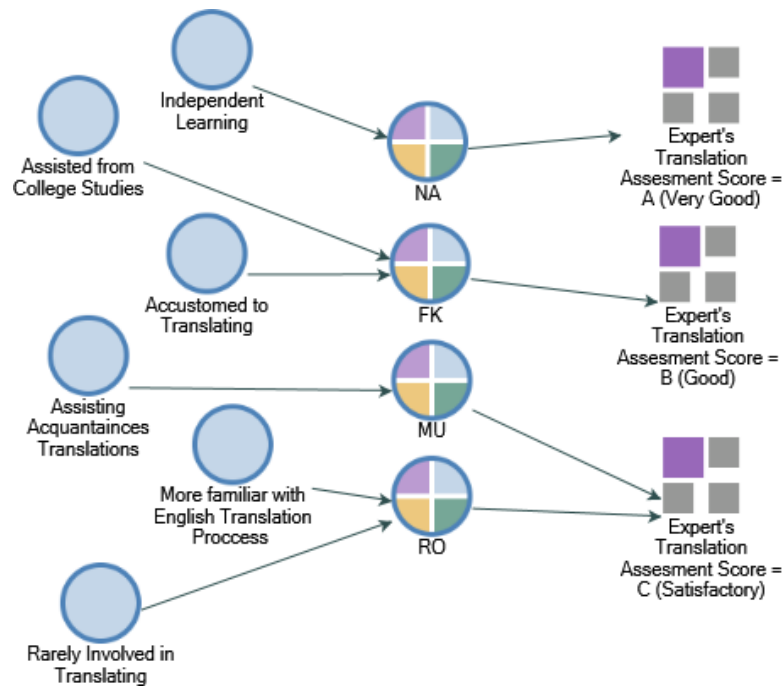 Independent
Learning
Assisted from
College Studies
NA
Expert's
Translation
Assesment Score =
A (Very Good)
Accustomed to
Translating
FK
Expert's
Translation
Assesment Score =
B (Good)
Assisting
Acquantainces
Translations
MU
More familiar with
English Translation
Proccess
RO
Expert's
Translation
Assesment Score =
C (Satisfactory)
Rarely Involved in
Translating